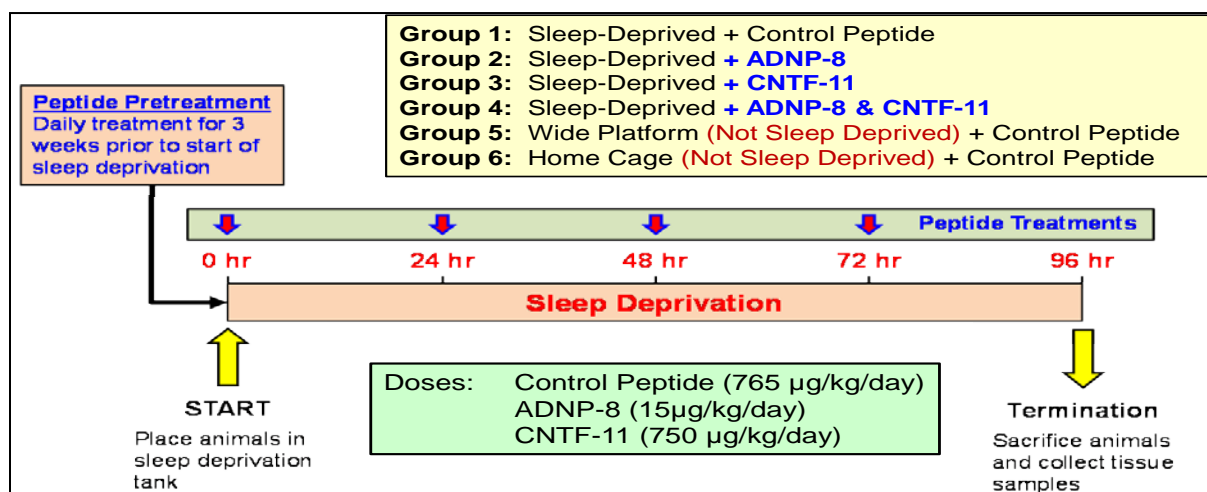 Group 1: Sleep-Deprived + Control Peptide
Group 2: Sleep-Deprived + ADNP-8
Group 3: Sleep-Deprived + CNTF-11
Group 4: Sleep-Deprived + ADNP-8 & CNTF-11
Group 5: Wide Platform (Not Sleep Deprived) + Control Peptide
Group 6: Home Cage (Not Sleep Deprived) + Control Peptide
Peptide Pretreatment
Daily treatment for 3
weeks prior to start of
sleep deprivation
Peptide Treatments
0 hr 24 hr 48 hr 72 hr 96 hr
Sleep Deprivation
START
Place animals in
sleep deprivation
tank
Doses: Control Peptide (765 µg/kg/day)
ADNP-8 (15µg/kg/day)
CNTF-11 (750 µg/kg/day)
Termination
Sacrifice animals
and collect tissue
samples